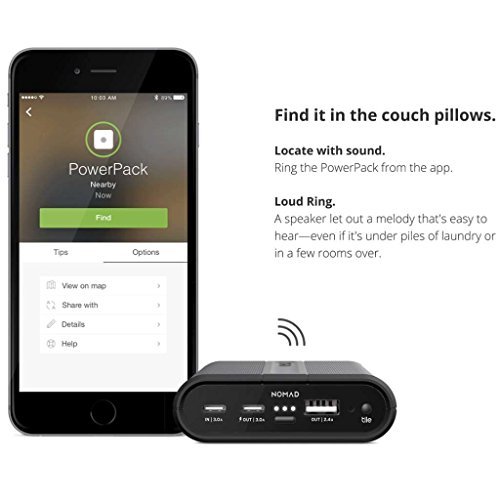 10:03 AM
89%
PowerPack
Nearby
Now
Find
Tips
Options
View on map
Share with
Details
Help
Find it in the couch pillows.
Locate with sound.
Ring the PowerPack from the app.
Loud Ring.
A speaker let out a melody that's easy to
hear—even if it's under piles of laundry or
in a few rooms over.
NOMAD
IN | 3.0A
OUT | 3.0A
OUT | 2.4A
tile